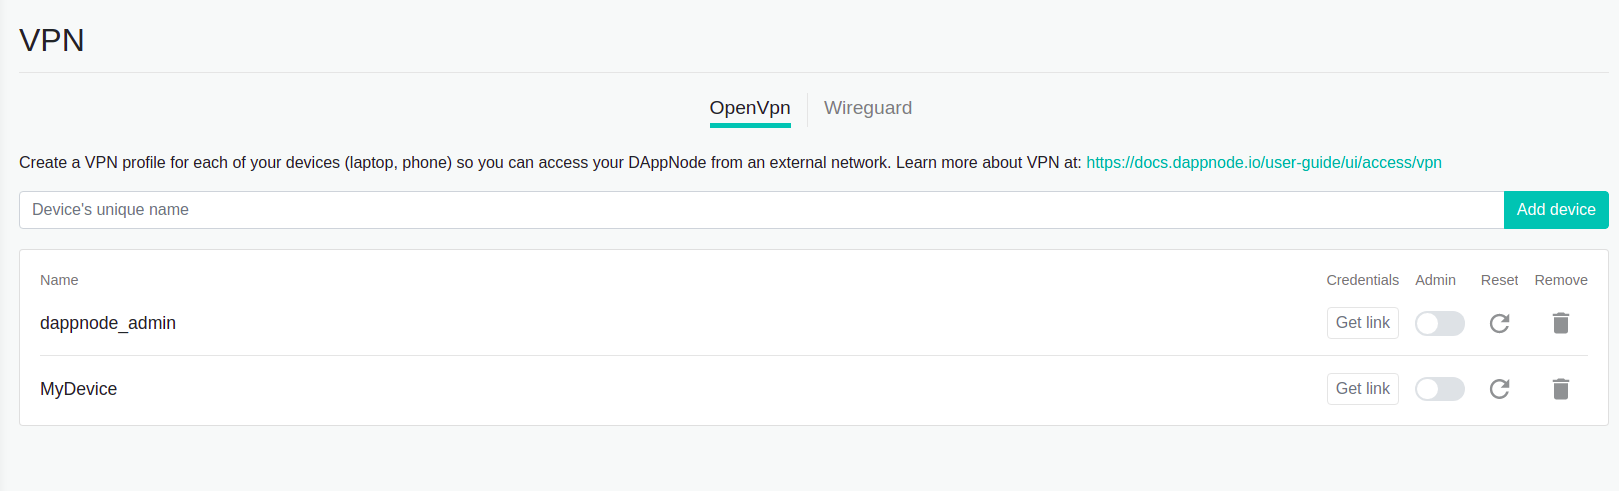 VPN
OpenVpn Wireguard
Create a VPN profile for each of your devices (laptop, phone) so you can access your DAppNode from an external network. Learn more about VPN at: https://docs.dappnode.io/user-guide/ui/access/vpn
Device's unique name Add device
Name Credentials Admin Reset Remove
dappnode_admin Get link
MyDevice Get link